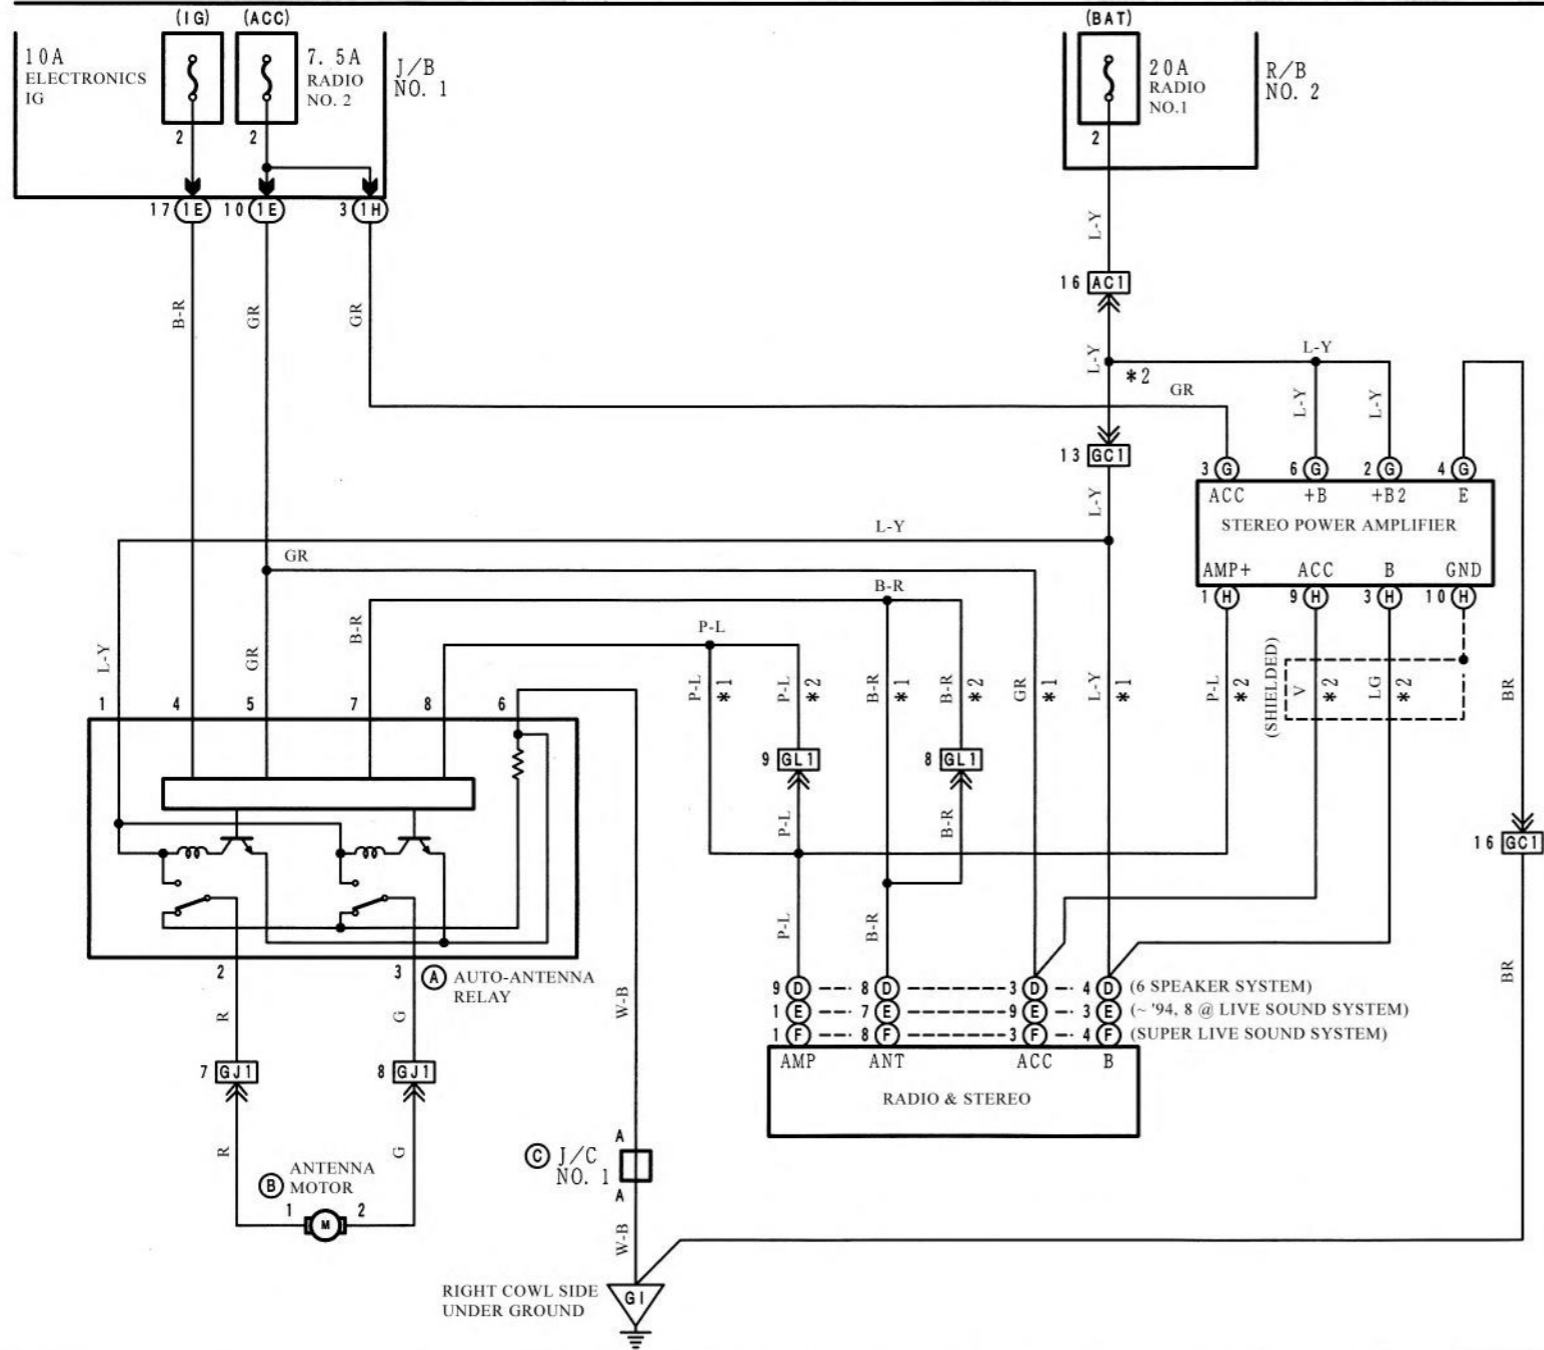 (IG) (ACC) (BAT)
10A
ELECTRONICS
IG
7.5A
RADIO
NO. 2
J/B
NO. 1
20A
RADIO
NO.1
R/B
NO. 2
2 2 2
17 1E 10 1E 3 1H
L-Y
16 AC1
B-R GR GR
L-Y *2 L-Y
GR L-Y L-Y
13 GC1
3 G 6 G 2 G 4 G
ACC +B +B2 E
L-Y
STEREO POWER AMPLIFIER
L-Y
GR
AMP+ ACC B GND
B-R
1 H 9 H 3 H 10 H
P-L
L-Y GR B-R
P-L *1 P-L *2 B-R *1 B-R *2 GR *1 L-Y *1 P-L *2 (SHIELDED) V *2 LG *2 BR
1 4 5 7 8 6
9 GL1 8 GL1
P-L B-R
16 GC1
P-L B-R
2 3 A AUTO-ANTENNA
RELAY
BR
9 D 8 D 3 D 4 D (6 SPEAKER SYSTEM)
1 E 7 E 9 E 3 E (~ '94, 8 @ LIVE SOUND SYSTEM)
1 F 8 F 3 F 4 F (SUPER LIVE SOUND SYSTEM)
R G W-B
AMP ANT ACC B
RADIO & STEREO
7 GJ1 8 GJ1
R G
A
C J/C
NO. 1
A
B ANTENNA
MOTOR
1 M 2
W-B
RIGHT COWL SIDE
UNDER GROUND
GI